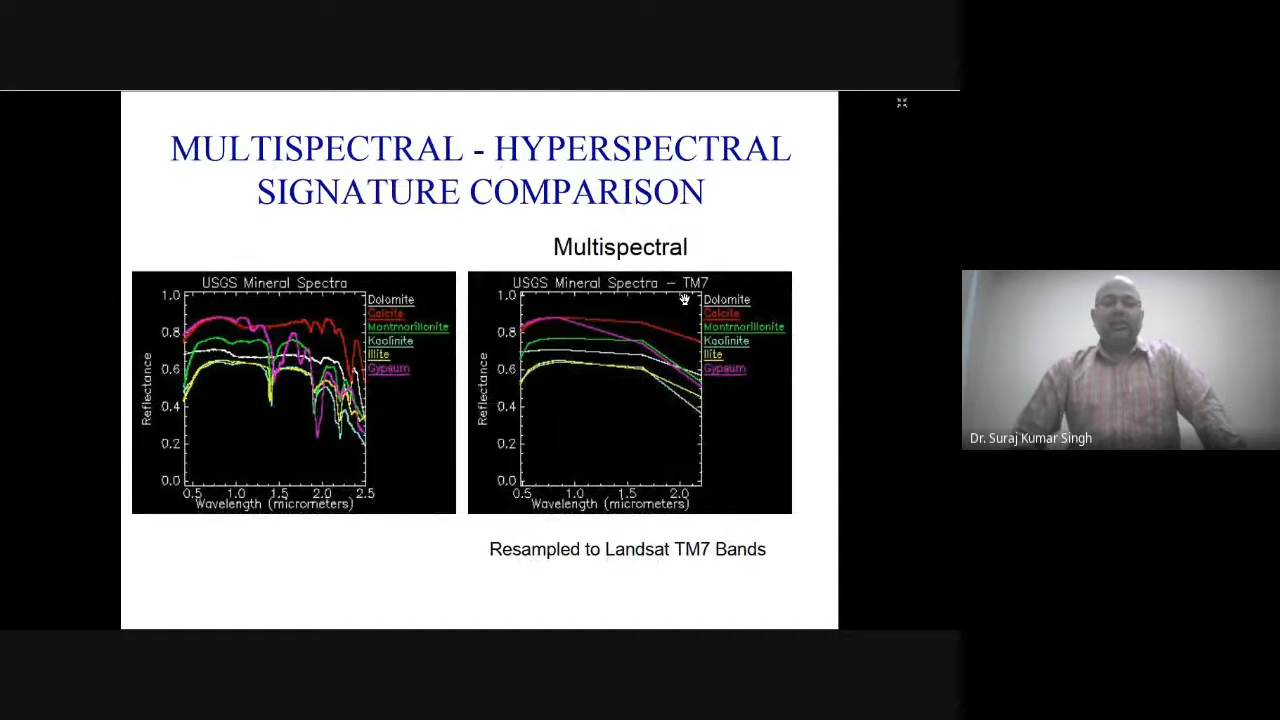 MULTISPECTRAL - HYPERSPECTRAL
SIGNATURE COMPARISON
Multispectral
USGS Mineral Spectra
1.0
0.8
0.6
0.4
0.2
0.0
Reflectance
0.5 1.0 1.5 2.0 2.5
Wavelength (micrometers)
Dolomite
Calcite
Montmorillonite
Kaolinite
Illite
Gypsum
USGS Mineral Spectra - TM7
1.0
0.8
0.6
0.4
0.2
0.0
Reflectance
0.5 1.0 1.5 2.0
Wavelength (micrometers)
Dolomite
Calcite
Montmorillonite
Kaolinite
Illite
Gypsum
Resampled to Landsat TM7 Bands
Dr. Suraj Kumar Singh